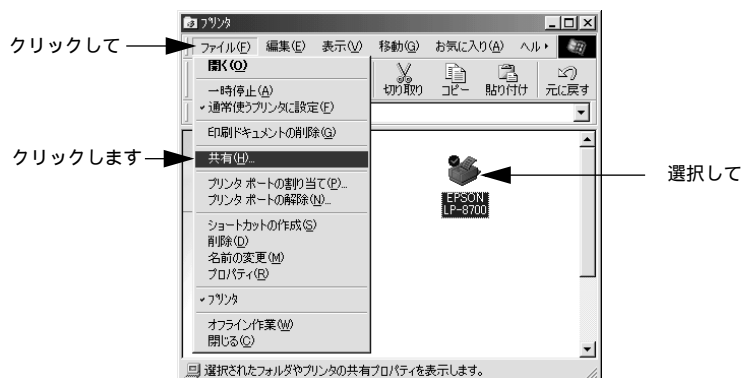 プリンタ
クリックして
ファイル(F) 編集(E) 表示(V) 移動(G) お気に入り(A) ヘル
開く(O)
切り取り コピー 貼り付け 元に戻す
一時停止(A)
通常使うプリンタに設定(F)
印刷ドキュメントの削除(G)
クリックします
共有(H)...
選択して
プリンタ ポートの割り当て(P)...
プリンタ ポートの解除(N)...
EPSON
LP-8700
ショートカットの作成(S)
削除(D)
名前の変更(M)
プロパティ(R)
プリンタ
オフライン作業(W)
閉じる(C)
選択されたフォルダやプリンタの共有プロパティを表示します。